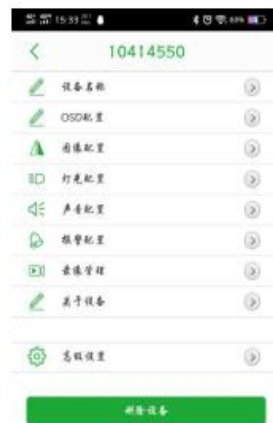 15:33
60%
10414550
设备名称
OSD配置
图像配置
灯光配置
声音配置
报警配置
录像管理
关于设备
高级设置
删除设备